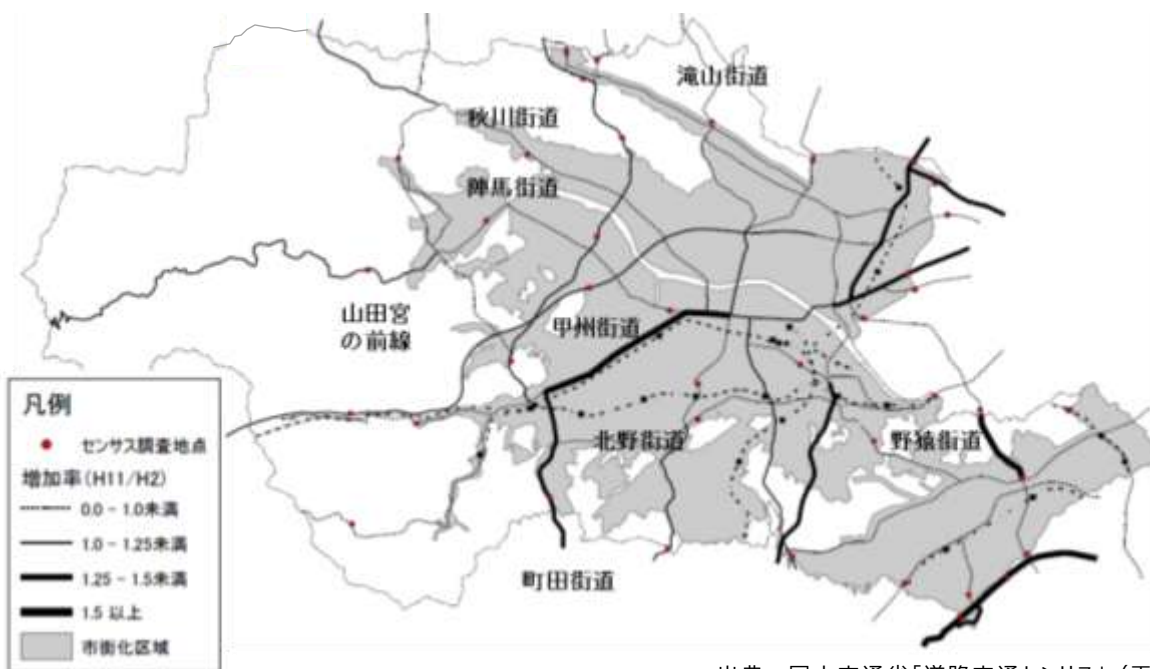 滝山街道
秋川街道
陣馬街道
山田宮
の前線
甲州街道
北野街道
野猿街道
町田街道
凡例
センサス調査地点
増加率(H11/H2)
0.0 - 1.0未満
1.0 - 1.25未満
1.25 - 1.5未満
1.5 以上
市街化区域